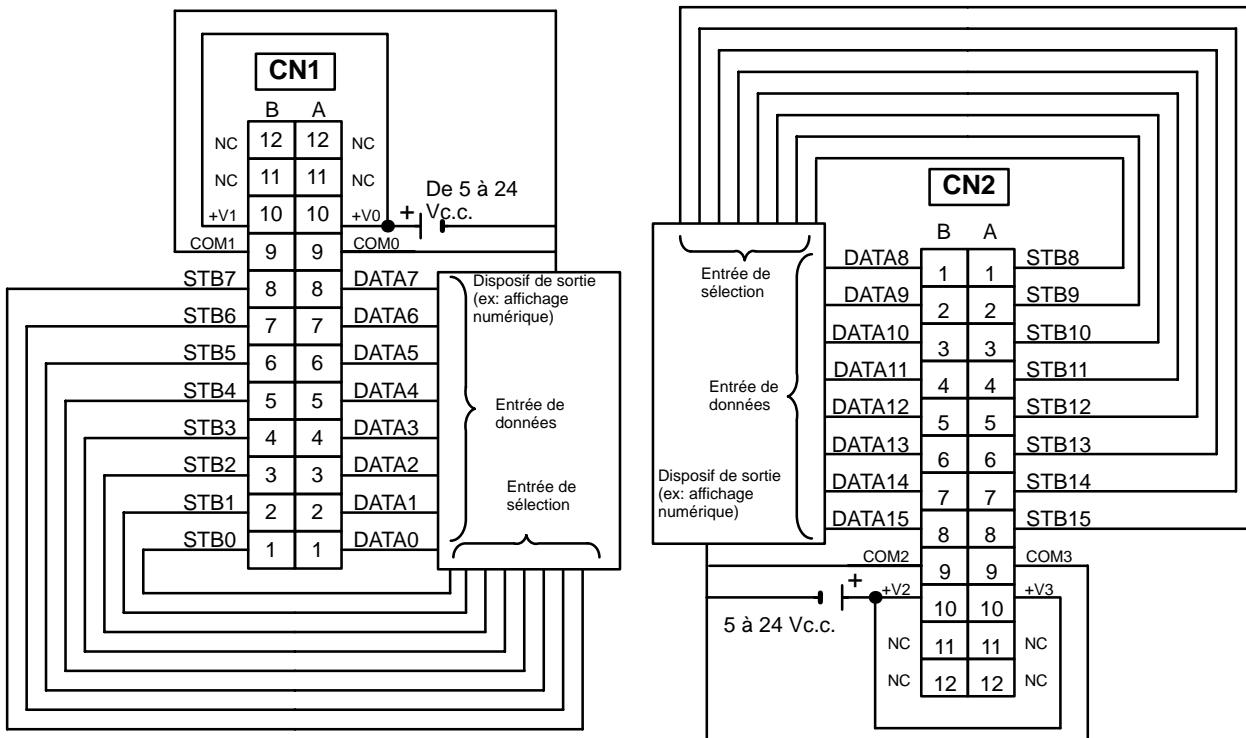 CN1
B A
NC 12 12 NC
NC 11 11 NC
+V1 10 10 +V0
+ De 5 à 24
Vc.c.
COM1 9 9 COM0
STB7 8 8 DATA7
STB6 7 7 DATA6
STB5 6 6 DATA5
STB4 5 5 DATA4
STB3 4 4 DATA3
STB2 3 3 DATA2
STB1 2 2 DATA1
STB0 1 1 DATA0
Disposif de sortie
(ex: affichage
numérique)
Entrée de
données
Entrée de
sélection
CN2
B A
DATA8 1 1 STB8
DATA9 2 2 STB9
DATA10 3 3 STB10
DATA11 4 4 STB11
DATA12 5 5 STB12
DATA13 6 6 STB13
DATA14 7 7 STB14
DATA15 8 8 STB15
COM2 9 9 COM3
+V2 10 10 +V3
NC 11 11 NC
NC 12 12 NC
Entrée de
sélection
Entrée de
données
Disposif de sortie
(ex: affichage
numérique)
+
5 à 24 Vc.c.